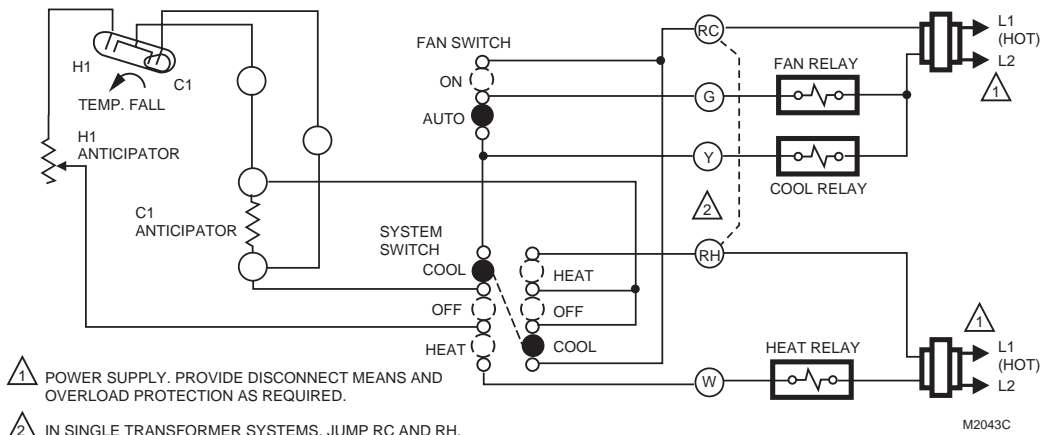 H1
C1
TEMP. FALL
H1
ANTICIPATOR
C1
ANTICIPATOR
FAN SWITCH
ON
AUTO
SYSTEM
SWITCH
COOL
OFF
HEAT
HEAT
OFF
COOL
RC
G
Y
2
RH
W
FAN RELAY
COOL RELAY
HEAT RELAY
L1
(HOT)
L2
1
1
L1
(HOT)
L2
1 POWER SUPPLY. PROVIDE DISCONNECT MEANS AND
OVERLOAD PROTECTION AS REQUIRED.
2 IN SINGLE TRANSFORMER SYSTEMS, JUMP RC AND RH.
M2043C